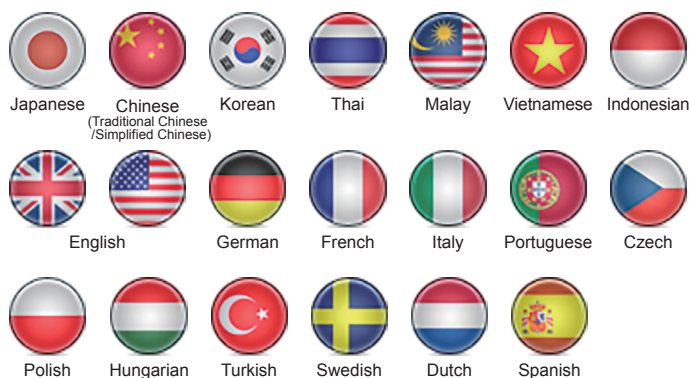 Japanese
Chinese
(Traditional Chinese
/Simplified Chinese)
Korean
Thai
Malay
Vietnamese
Indonesian
English
German
French
Italy
Portuguese
Czech
Polish
Hungarian
Turkish
Swedish
Dutch
Spanish